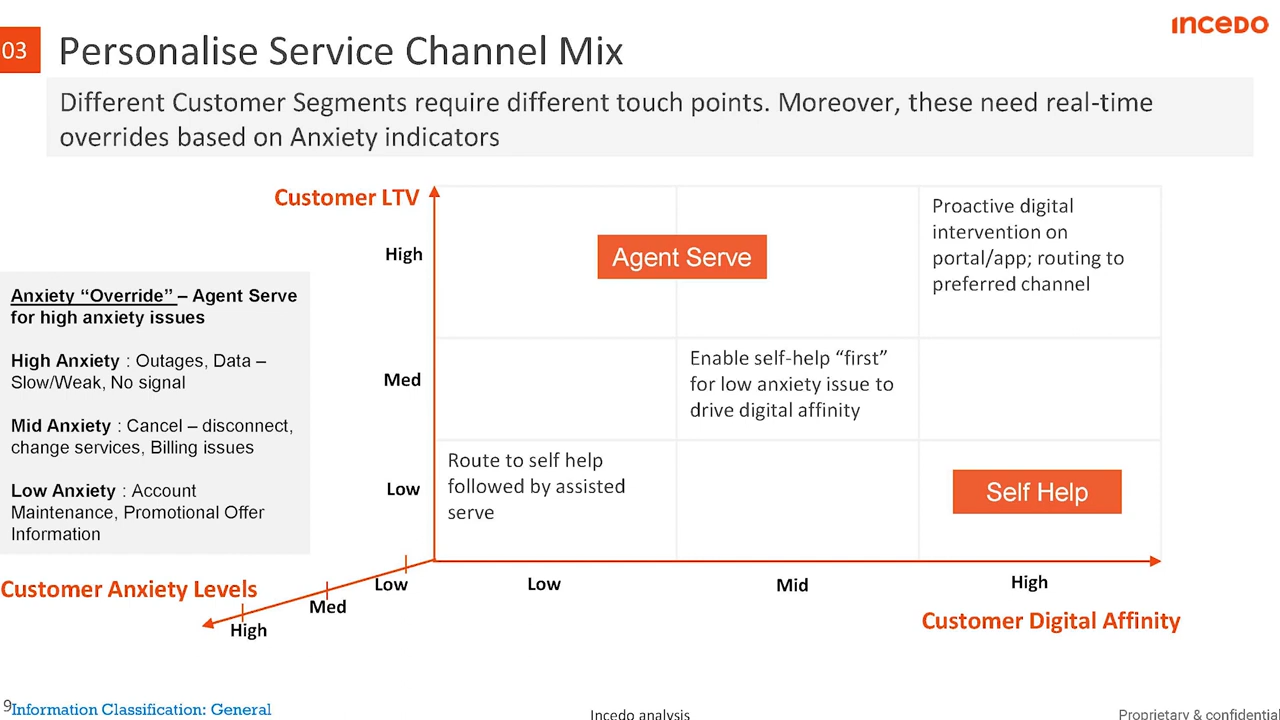 INCEDO
03
Personalise Service Channel Mix
Different Customer Segments require different touch points. Moreover, these need real-time
overrides based on Anxiety indicators
Customer LTV
High
Med
Low
Agent Serve
Proactive digital
intervention on
portal/app; routing to
preferred channel
Enable self-help “first”
for low anxiety issue to
drive digital affinity
Route to self help
followed by assisted
serve
Self Help
Anxiety “Override” – Agent Serve
for high anxiety issues
High Anxiety : Outages, Data –
Slow/Weak, No signal
Mid Anxiety : Cancel – disconnect,
change services, Billing issues
Low Anxiety : Account
Maintenance, Promotional Offer
Information
Customer Anxiety Levels
Low
Med
High
Low
Mid
High
Customer Digital Affinity
9
Information Classification: General
Incedo analysis
Proprietary & confidential